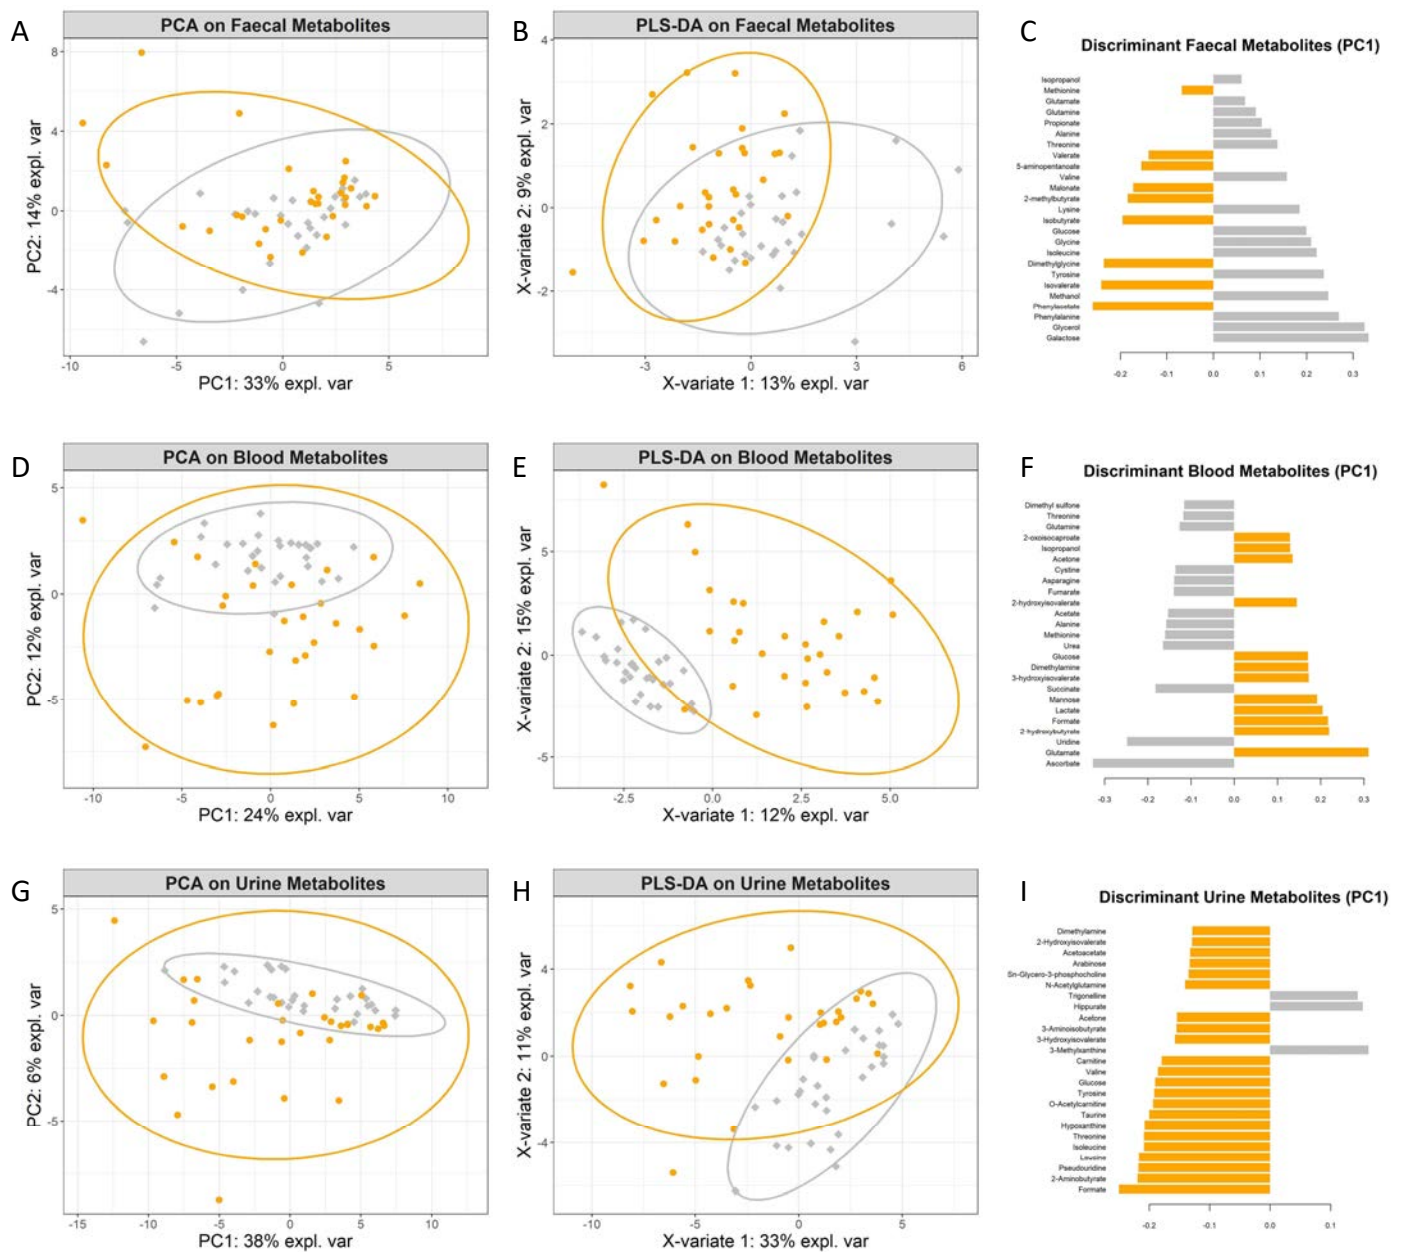 A
PCA on Faecal Metabolites
8
4
0
-4
-10
-5
0
5
PC2: 14% expl. var
PC1: 33% expl. var
B
PLS-DA on Faecal Metabolites
4
2
0
-2
-3
0
3
6
X-variate 2: 9% expl. var
X-variate 1: 13% expl. var
C
Discriminant Faecal Metabolites (PC1)
Isopropanol
Methionine
Glutamate
Glutamine
Propionate
Alanine
Threonine
Valerate
5-aminopentanoate
Valine
Malonate
2-methylbutyrate
Lysine
Isobutyrate
Glucose
Glycine
Isoleucine
Dimethylglycine
Tyrosine
Isovalerate
Methanol
Phenylacetate
Phenylalanine
Glycerol
Galactose
-0.2
-0.1
0.0
0.1
0.2
0.3
D
PCA on Blood Metabolites
5
0
-5
-10
-5
0
5
10
PC2: 12% expl. var
PC1: 24% expl. var
E
PLS-DA on Blood Metabolites
5
0
-5
-2.5
0.0
2.5
5.0
X-variate 2: 15% expl. var
X-variate 1: 12% expl. var
F
Discriminant Blood Metabolites (PC1)
Dimethyl sulfone
Threonine
Glutamine
2-oxoisocaproate
Isopropanol
Acetone
Cystine
Asparagine
Fumarate
2-hydroxyisovalerate
Acetate
Alanine
Methionine
Urea
Glucose
Dimethylamine
3-hydroxyisovalerate
Succinate
Mannose
Lactate
Formate
2-hydroxybutyrate
Uridine
Glutamate
Ascorbate
-0.3
-0.2
-0.1
0.0
0.1
0.2
0.3
G
PCA on Urine Metabolites
5
0
-5
-15
-10
-5
0
5
10
PC2: 6% expl. var
PC1: 38% expl. var
H
PLS-DA on Urine Metabolites
4
0
-4
-10
-5
0
5
X-variate 2: 11% expl. var
X-variate 1: 33% expl. var
I
Discriminant Urine Metabolites (PC1)
Dimethylamine
2-Hydroxyisovalerate
Acetoacetate
Arabinose
Sn-Glycero-3-phosphocholine
N-Acetylglutamine
Trigonelline
Hippurate
Acetone
3-Aminoisobutyrate
3-Hydroxyisovalerate
3-Methylxanthine
Carnitine
Valine
Glucose
Tyrosine
O-Acetylcarnitine
Taurine
Hypoxanthine
Threonine
Isoleucine
Leucine
Pseudouridine
2-Aminobutyrate
Formate
-0.2
-0.1
0.0
0.1